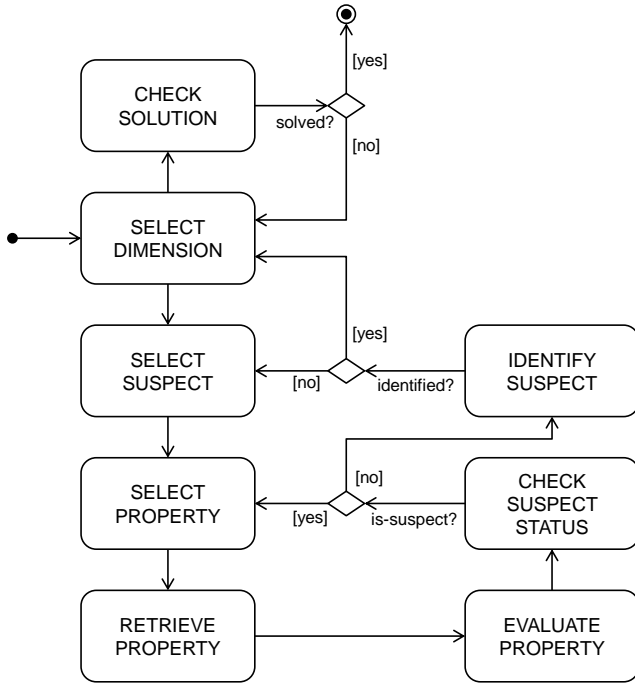 [yes]
CHECK
SOLUTION
solved?
[no]
SELECT
DIMENSION
[yes]
SELECT
SUSPECT
[no]
identified?
IDENTIFY
SUSPECT
[no]
SELECT
PROPERTY
[yes]
is-suspect?
CHECK
SUSPECT
STATUS
RETRIEVE
PROPERTY
EVALUATE
PROPERTY